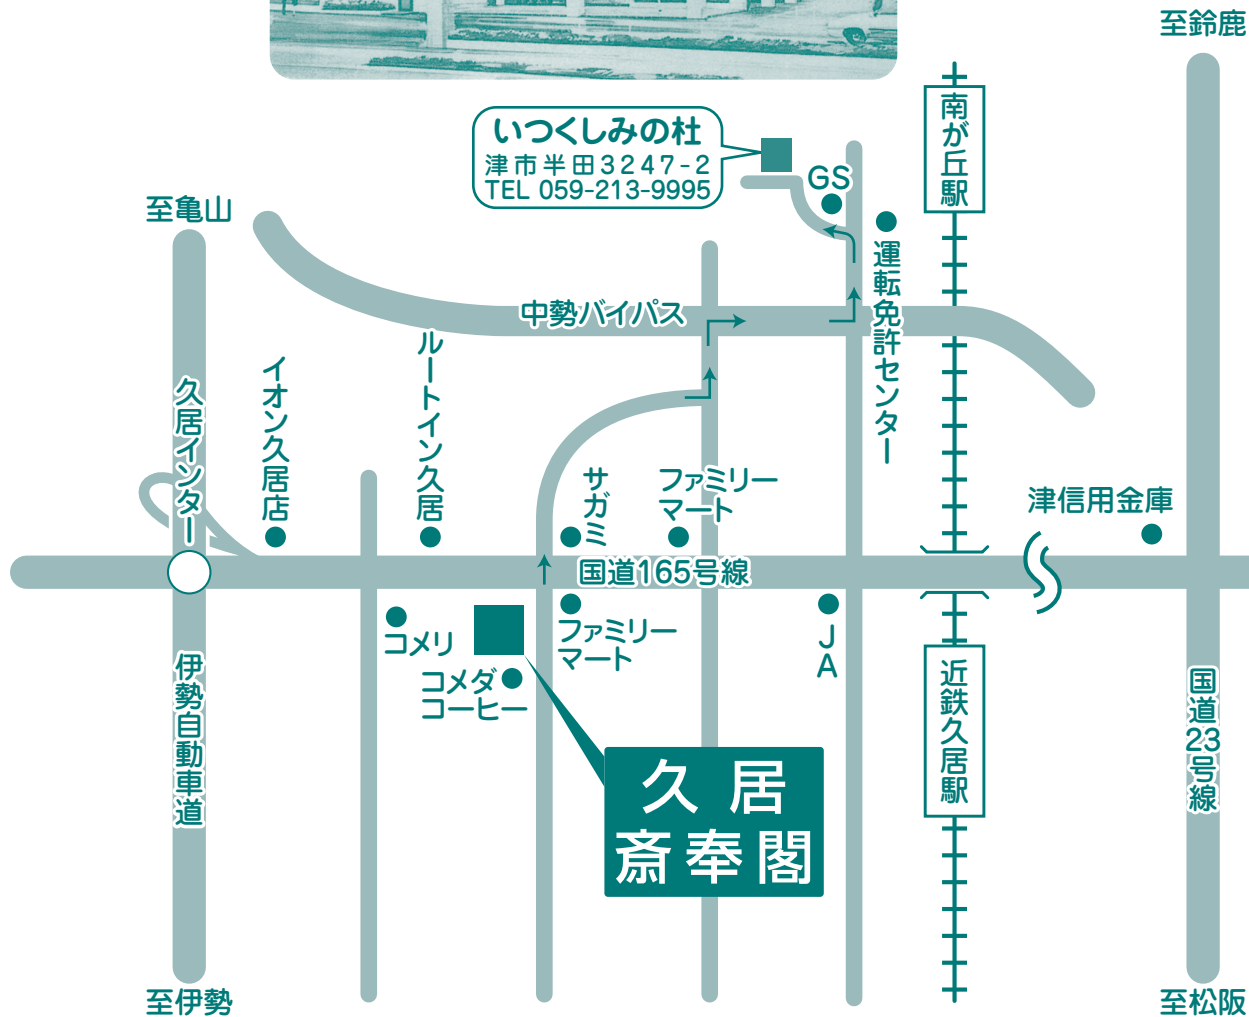 至鈴鹿
いつくしみの杜
津市半田3247-2
TEL 059-213-9995
GS
南が丘駅
至亀山
運転免許センター
中勢バイパス
ルートイン久居
イオン久居店
久居インター
サガミ
ファミリー
マート
津信用金庫
国道165号線
コメリ
ファミリー
マート
JA
コメダ
コーヒー
伊勢自動車道
近鉄久居駅
国道23号線
久居
斎奉閣
至伊勢
至松阪